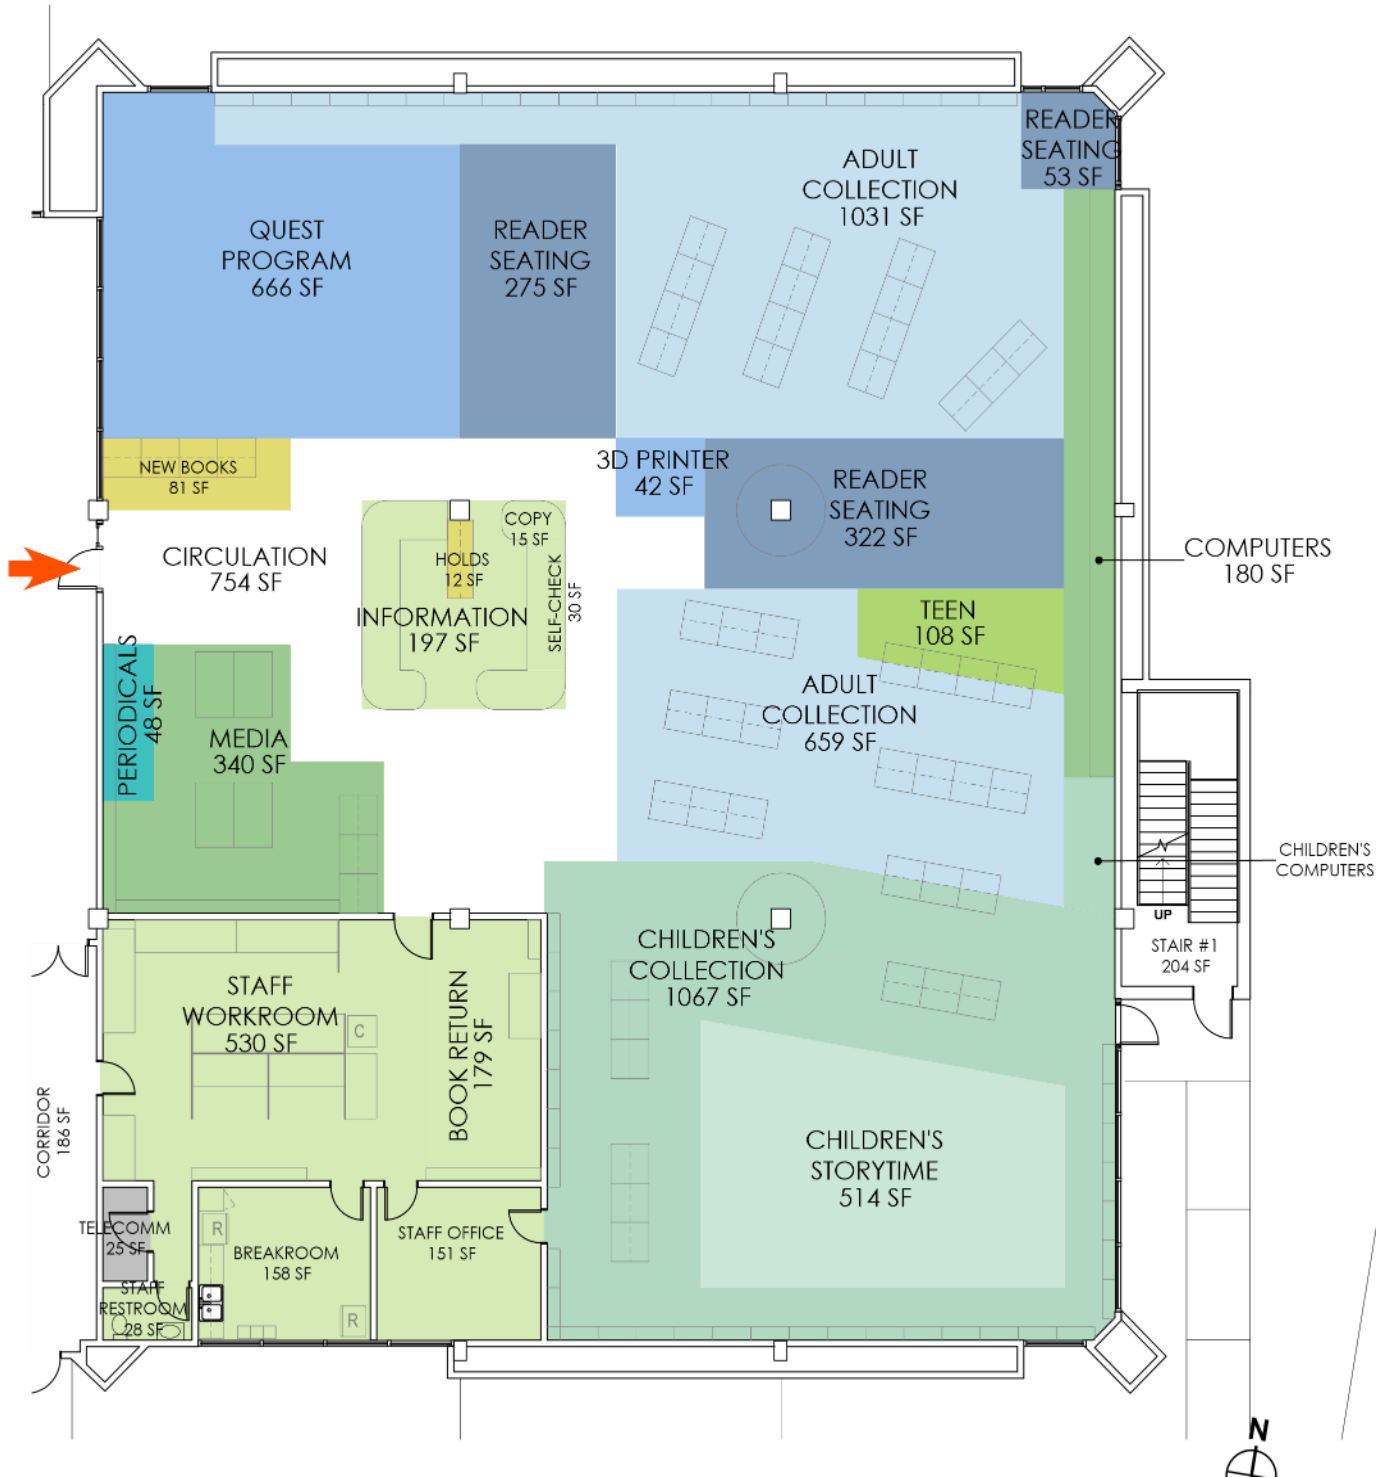 READER
SEATING
53 SF
ADULT
COLLECTION
1031 SF
QUEST
PROGRAM
666 SF
READER
SEATING
275 SF
NEW BOOKS
81 SF
3D PRINTER
42 SF
READER
SEATING
322 SF
COPY
15 SF
HOLDS
12 SF
SELF-CHECK
30 SF
CIRCULATION
754 SF
INFORMATION
197 SF
COMPUTERS
180 SF
TEEN
108 SF
PERIODICALS
48 SF
MEDIA
340 SF
ADULT
COLLECTION
659 SF
CHILDREN'S
COMPUTERS
UP
STAIR #1
204 SF
CHILDREN'S
COLLECTION
1067 SF
STAFF
WORKROOM
530 SF
C
BOOK RETURN
179 SF
CORRIDOR
186 SF
CHILDREN'S
STORYTIME
514 SF
TELECOMM
25 SF
R
BREAKROOM
158 SF
STAFF OFFICE
151 SF
STAFF
RESTROOM
28 SF
R
N